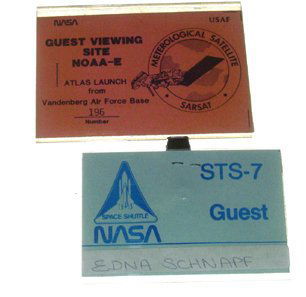 NASA
USAF
GUEST VIEWING
SITE
NOAA-E
ATLAS LAUNCH
from
Vandenberg Air Force Base
196
Number
METEROLOGICAL SATELLITE
SARSAT
STS-7
Guest
SPACE SHUTTLE
NASA
EDNA SCHNAPF